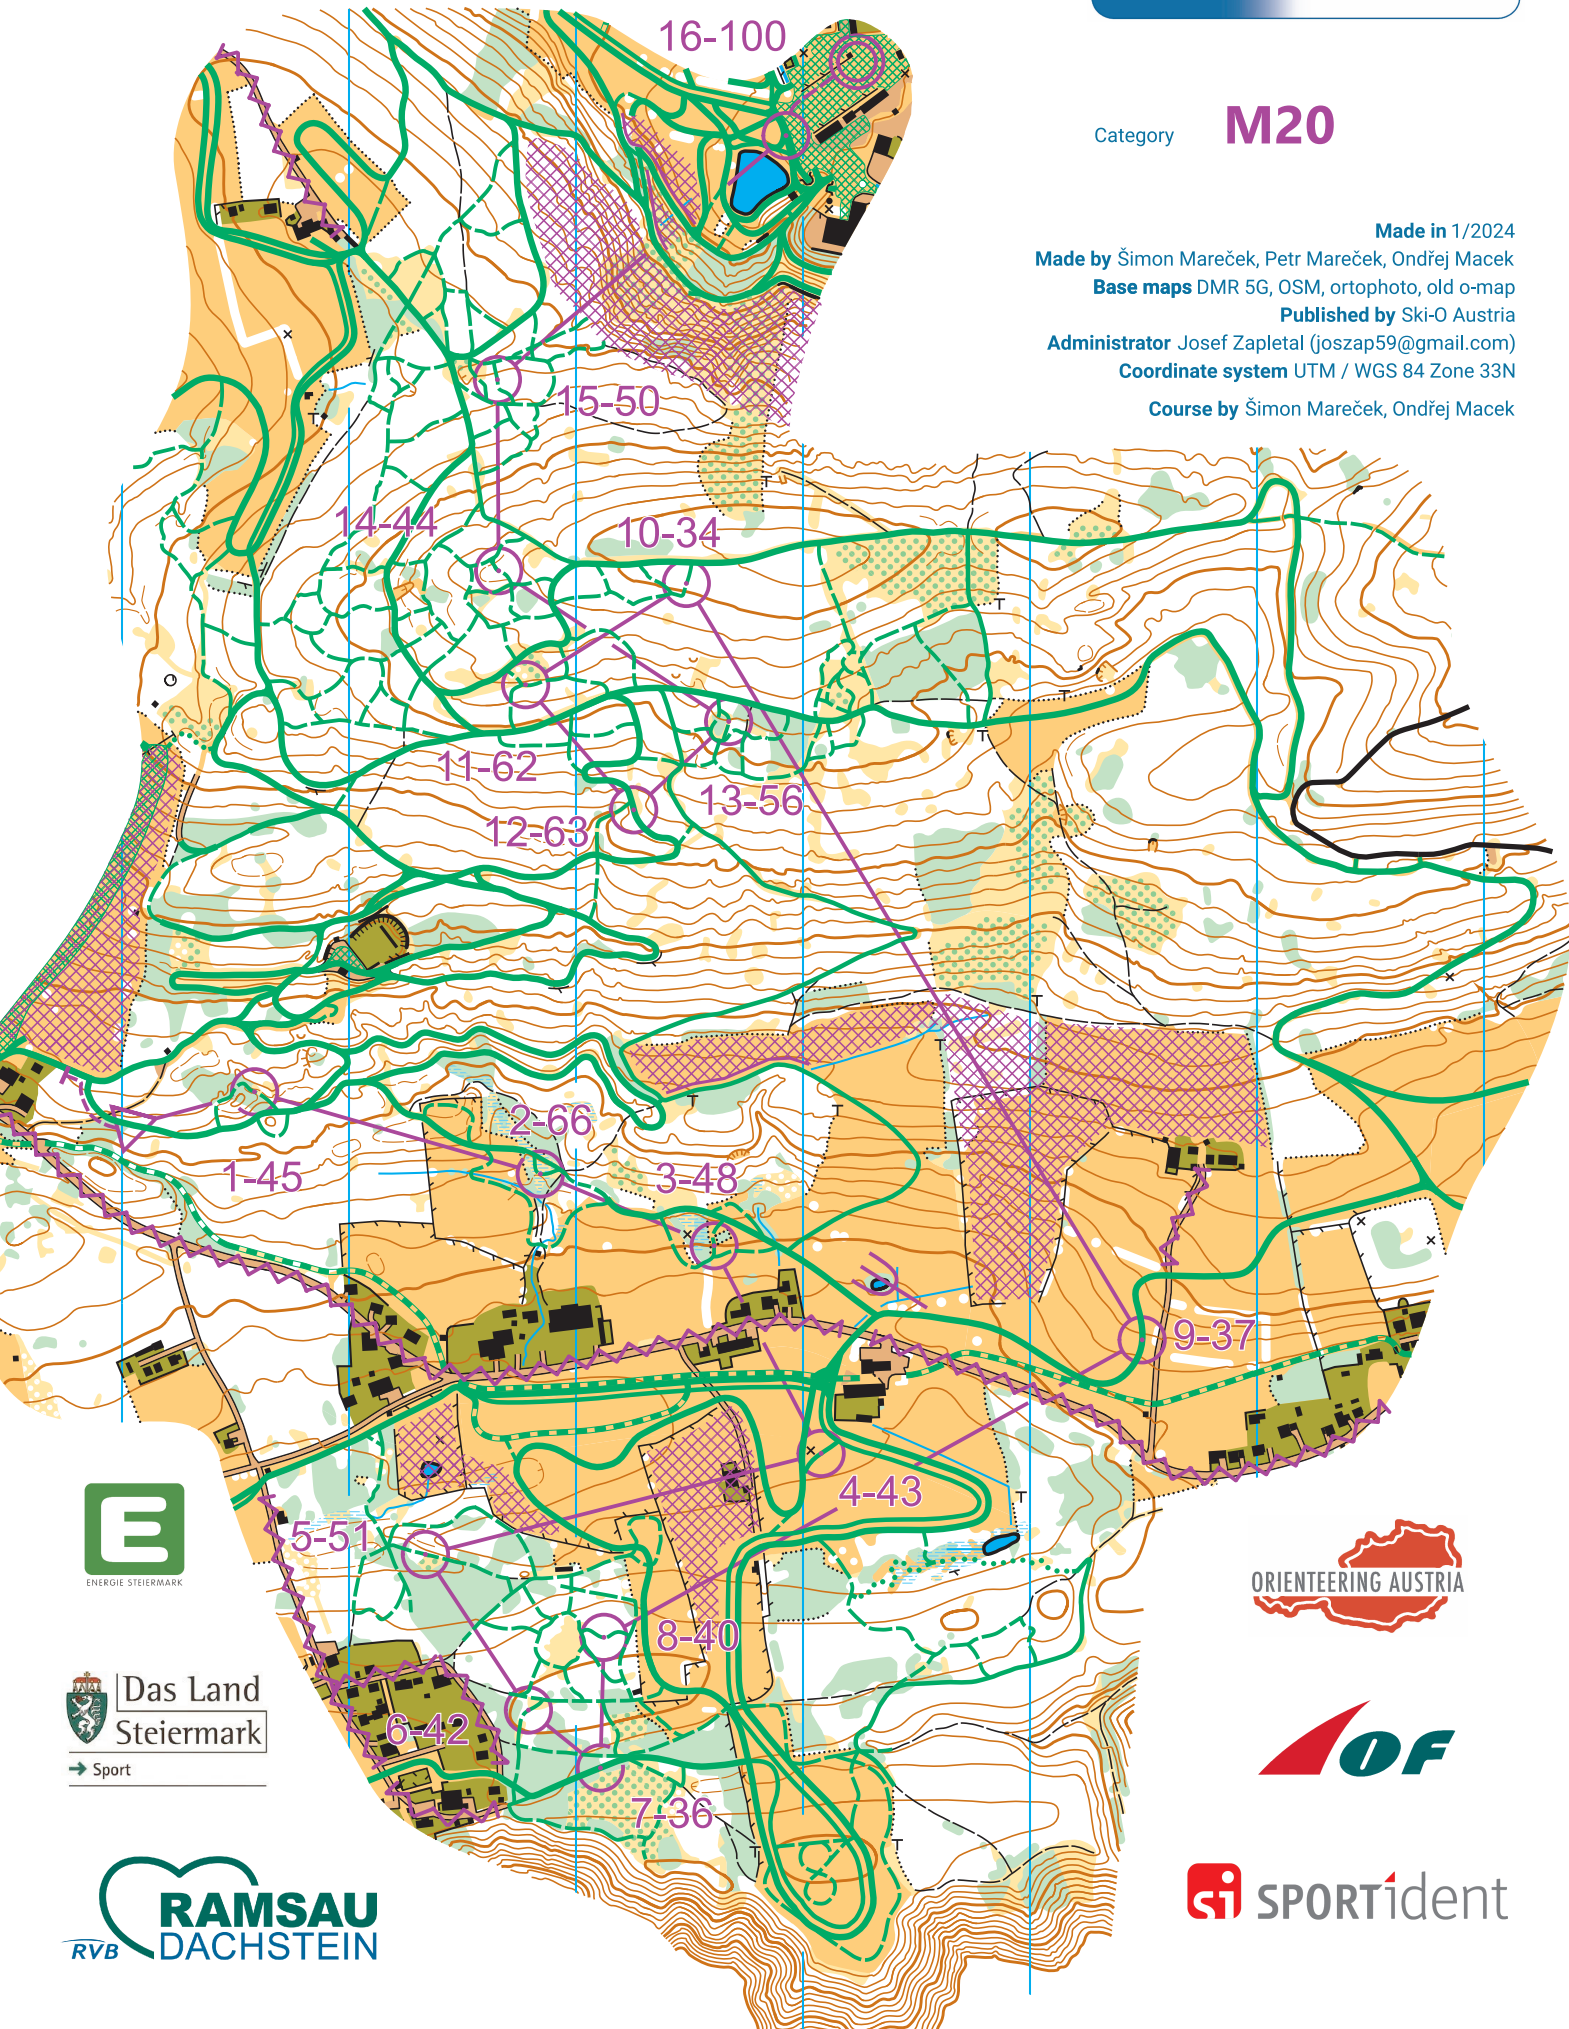 16-100
Category M20
Made in 1/2024
Made by Šimon Mareček, Petr Mareček, Ondřej Macek
Base maps DMR 5G, OSM, ortophoto, old o-map
Published by Ski-O Austria
Administrator Josef Zapletal (joszap59@gmail.com)
Coordinate system UTM / WGS 84 Zone 33N
Course by Šimon Mareček, Ondřej Macek
15-50
14-44
10-34
11-62
13-56
12-63
2-66
1-45
3-48
9-37
4-43
5-51
8-40
6-42
7-36
E
ENERGIE STEIERMARK
Das Land
Steiermark
→ Sport
RAMSAU
RVB DACHSTEIN
ORIENTEERING AUSTRIA
IOF
si SPORTident